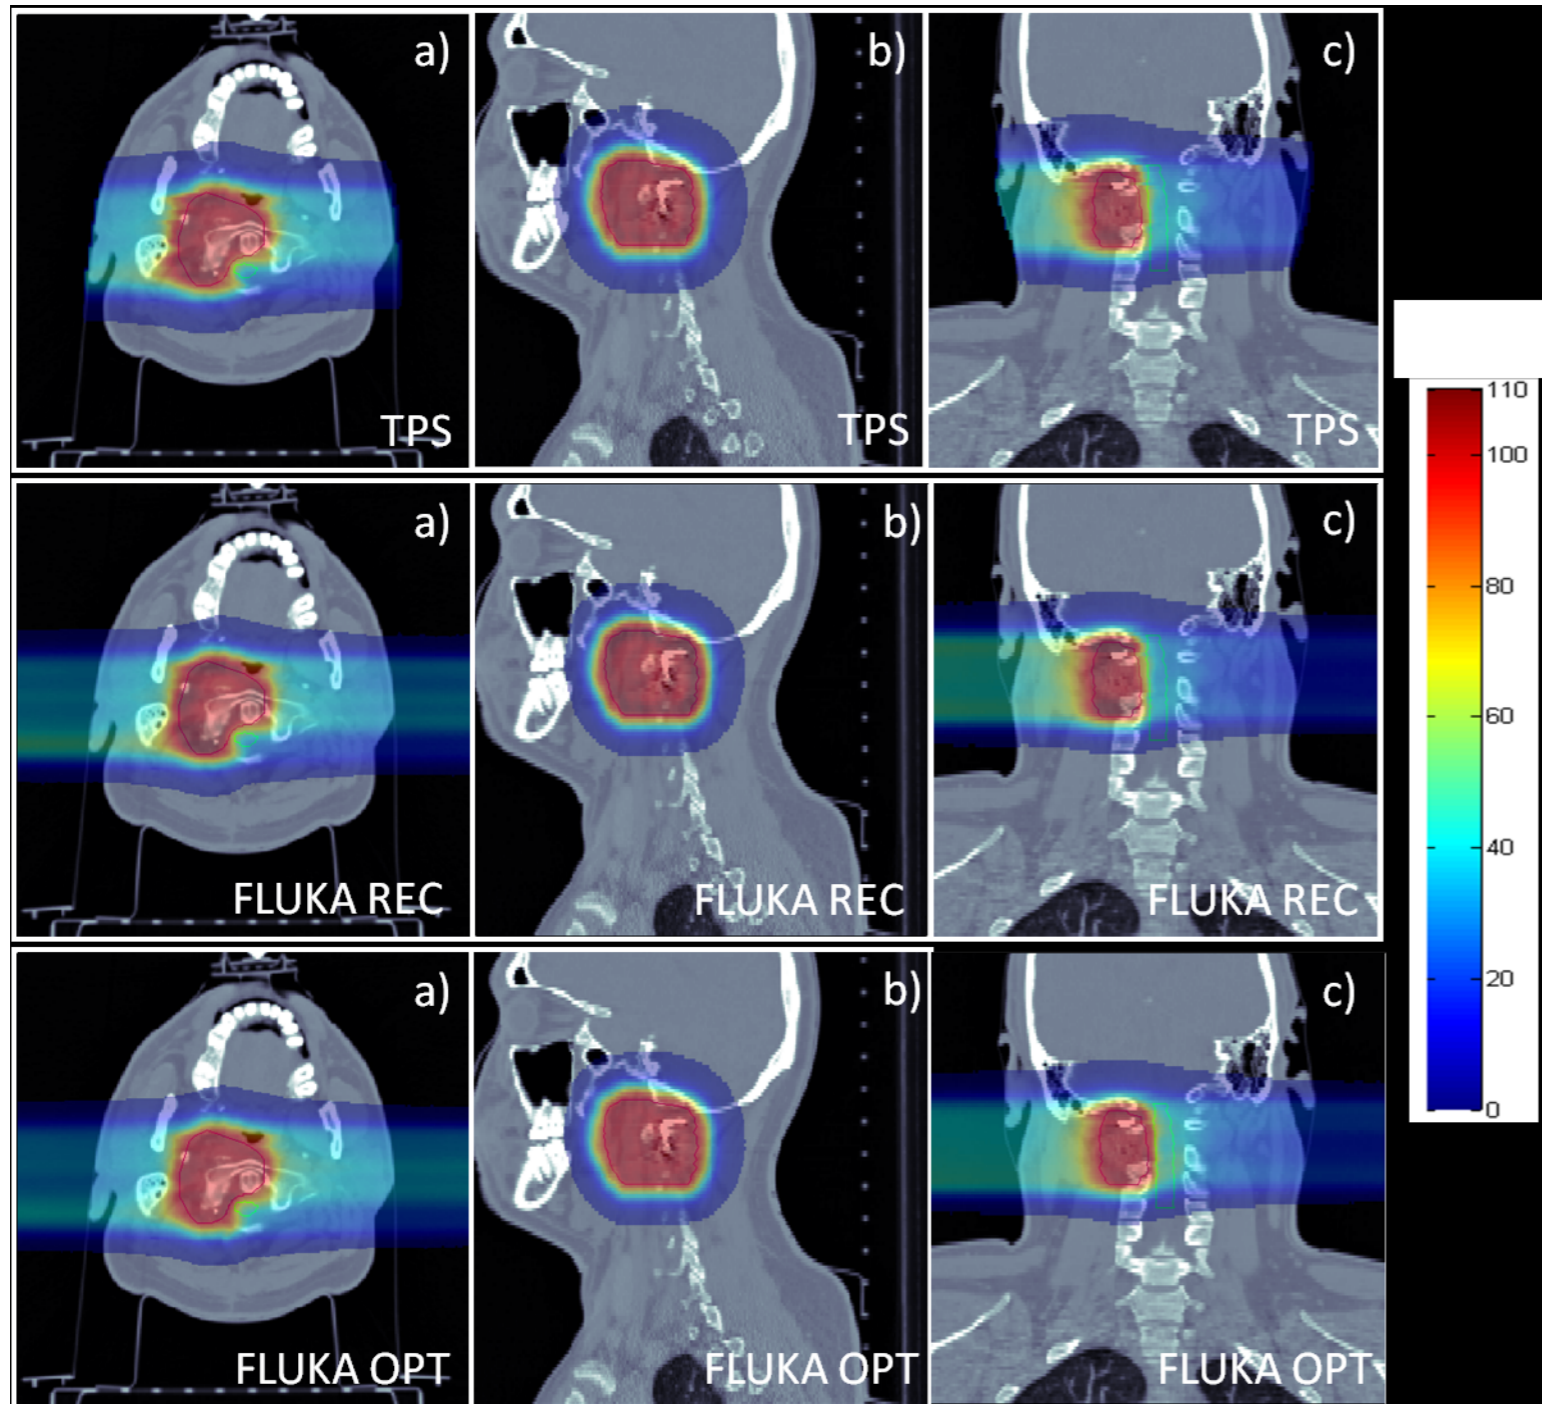 a)
b)
c)
TPS
TPS
TPS
a)
b)
c)
FLUKA REC
FLUKA REC
FLUKA REC
a)
b)
c)
FLUKA OPT
FLUKA OPT
FLUKA OPT
110
100
80
60
40
20
0